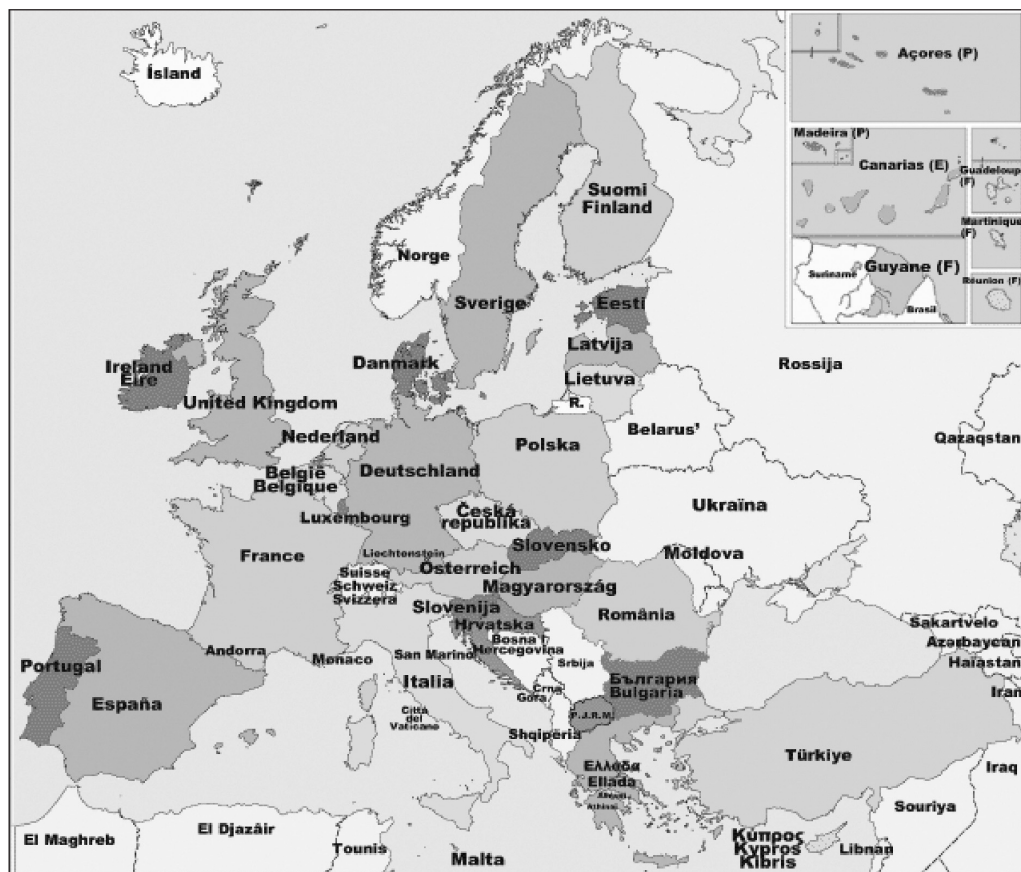 Ísland
Açores (P)
Madeira (P)
Canarias (E)
Guadeloup
(F)
Martinique
(F)
Suriname
Guyane (F)
Brasil
Réunion (F)
Suomi
Finland
Norge
Sverige
Eesti
Latvija
Lietuva
R.
Danmark
Ireland
Éire
United Kingdom
Rossija
Belarus'
Nederland
Polska
Qazaqstan
België
Belgique
Deutschland
Luxembourg
Česká
republika
Ukraïna
Slovensko
France
Liechtenstein
Österreich
Moldova
Suisse
Schweiz
Svizzera
Magyarország
Slovenija
Hrvatska
România
Sakartvelo
Azərbaycan
Haïastan
Iran
Portugal
Andorra
Monaco
San Marino
Bosna i
Hercegovina
Srbija
Italia
Crna
Gora
България
Bulgaria
España
Città
del
Vaticano
P.J.R.M.
Shqipëria
Türkiye
Iraq
Ελλαδα
Ellada
Athinai
Souriya
El Maghreb
El Djazâir
Tounis
Malta
Κύπρος
Kypros
Kibris
Libnan